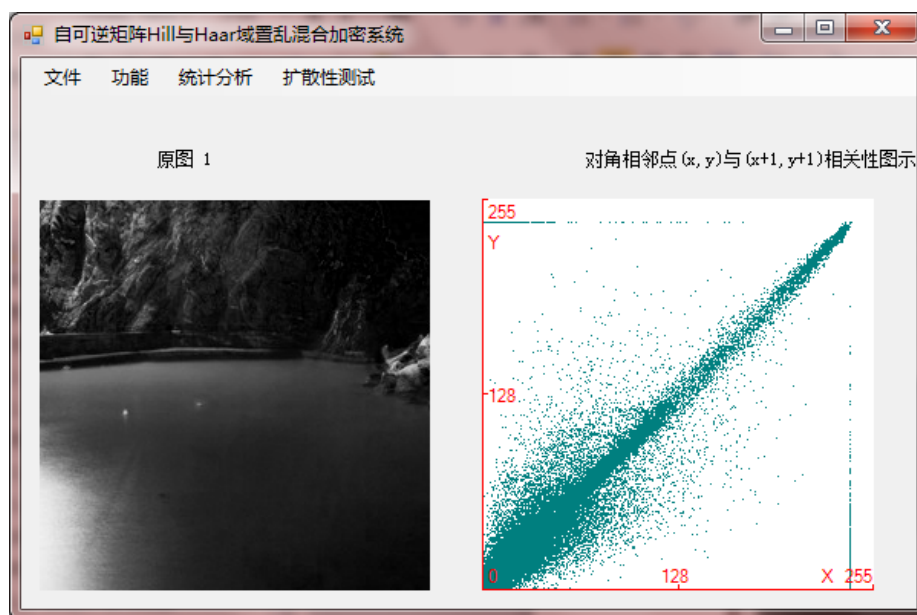 自可逆矩阵Hill与Haar域置乱混合加密系统
文件 功能 统计分析 扩散性测试
原图 1
对角相邻点(x,y)与(x+1,y+1)相关性图示
255
Y
128
0 128 X 255